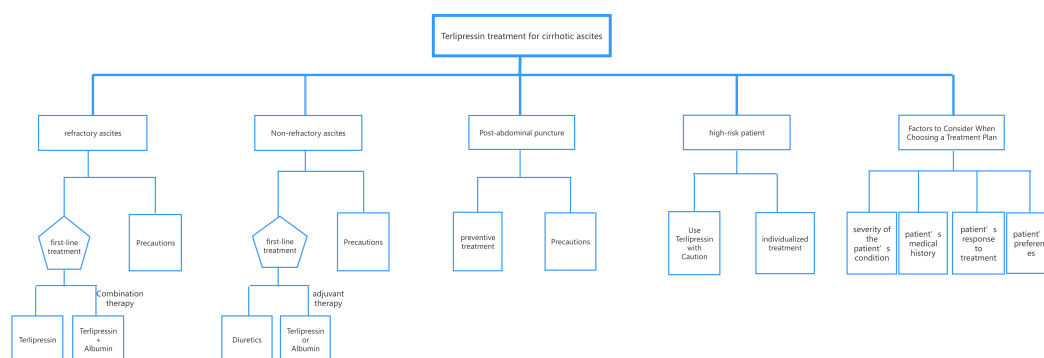 Terlipressin treatment for cirrhotic ascites
refractory ascites
Non-refractory ascites
Post-abdominal puncture
high-risk patient
Factors to Consider When
Choosing a Treatment Plan
first-line
treatment
Precautions
first-line
treatment
Precautions
preventive
treatment
Precautions
Use
Terlipressin
with
Caution
individualized
treatment
severity of
the
patient’s
condition
patient’s
medical
history
patient’s
response
to
treatment
patient’
preferen
es
Combination
therapy
adjuvant
therapy
Terlipressin
Terlipressin
+
Albumin
Diuretics
Terlipressin
or
Albumin